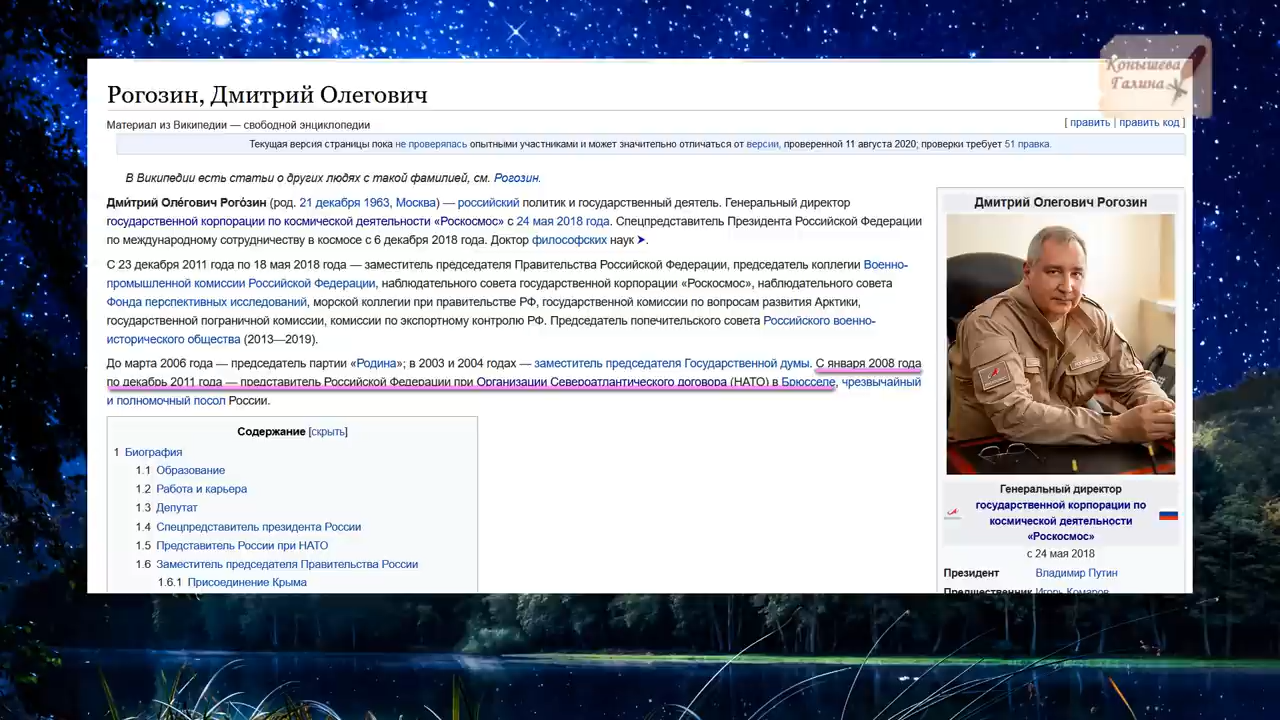 Конышева
Галина
Рогозин, Дмитрий Олегович
Материал из Википедии — свободной энциклопедии
[ править | править код ]
Текущая версия страницы пока не проверялась опытными участниками и может значительно отличаться от версии, проверенной 11 августа 2020; проверки требует 51 правка.
В Википедии есть статьи о других людях с такой фамилией, см. Рогозин.
Дми́трий Оле́гович Рого́зин (род. 21 декабря 1963, Москва) — российский политик и государственный деятель. Генеральный директор
государственной корпорации по космической деятельности «Роскосмос» с 24 мая 2018 года. Спецпредставитель Президента Российской Федерации
по международному сотрудничеству в космосе с 6 декабря 2018 года. Доктор философских наук ➤.
С 23 декабря 2011 года по 18 мая 2018 года — заместитель председателя Правительства Российской Федерации, председатель коллегии Военно-
промышленной комиссии Российской Федерации, наблюдательного совета государственной корпорации «Роскосмос», наблюдательного совета
Фонда перспективных исследований, морской коллегии при правительстве РФ, государственной комиссии по вопросам развития Арктики,
государственной пограничной комиссии, комиссии по экспортному контролю РФ. Председатель попечительского совета Российского военно-
исторического общества (2013—2019).
До марта 2006 года — председатель партии «Родина»; в 2003 и 2004 годах — заместитель председателя Государственной думы. С января 2008 года
по декабрь 2011 года — представитель Российской Федерации при Организации Североатлантического договора (НАТО) в Брюсселе, чрезвычайный
и полномочный посол России.
Содержание [скрыть]
1 Биография
1.1 Образование
1.2 Работа и карьера
1.3 Депутат
1.4 Спецпредставитель президента России
1.5 Представитель России при НАТО
1.6 Заместитель председателя Правительства России
1.6.1 Присоединение Крыма
Дмитрий Олегович Рогозин
Генеральный директор
государственной корпорации по
космической деятельности
«Роскосмос»
с 24 мая 2018
Президент Владимир Путин
Предшественник Игорь Комаров